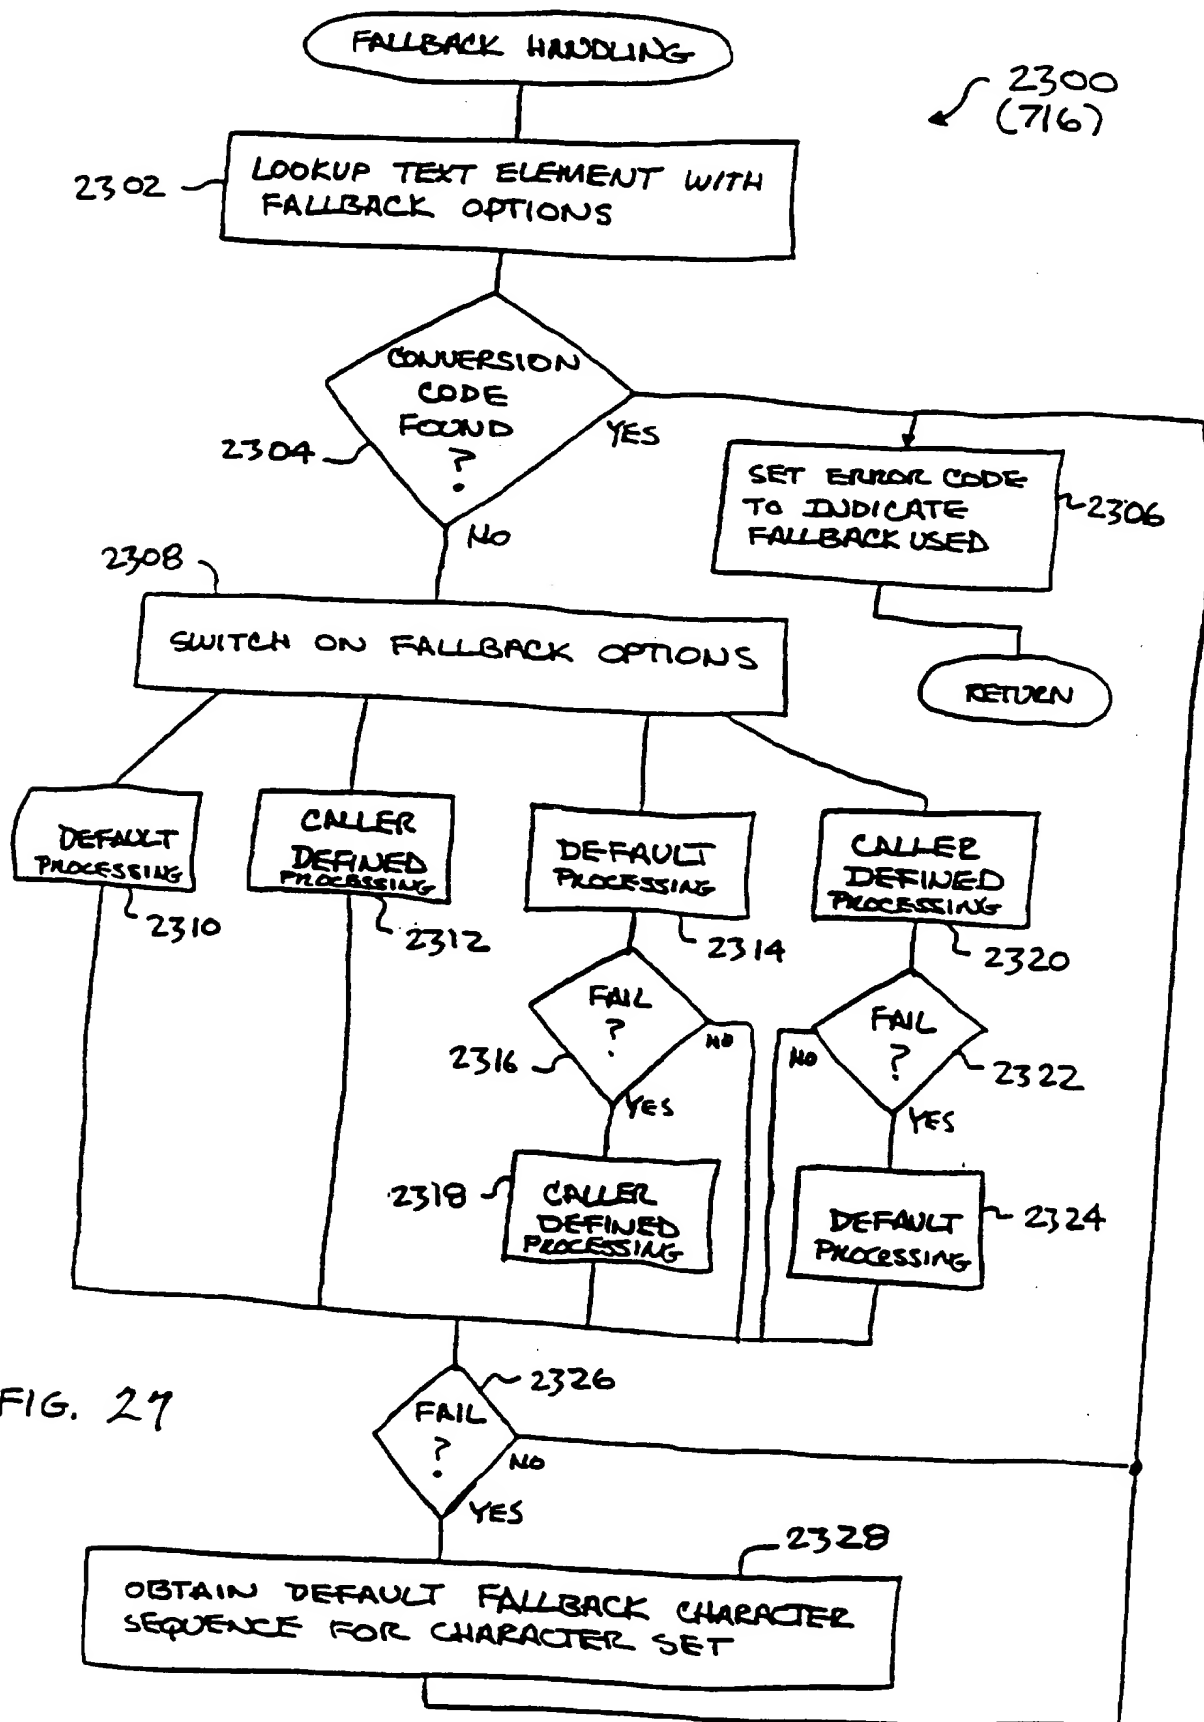 FALLBACK HANDLING
2300
(716)
2302
LOOKUP TEXT ELEMENT WITH
FALLBACK OPTIONS
CONVERSION
CODE
FOUND
?
2304
YES
NO
SET ERROR CODE
TO INDICATE
FALLBACK USED
2306
RETURN
2308
SWITCH ON FALLBACK OPTIONS
DEFAULT
PROCESSING
2310
CALLER
DEFINED
PROCESSING
2312
DEFAULT
PROCESSING
2314
CALLER
DEFINED
PROCESSING
2320
FAIL
?
2316
NO
YES
FAIL
?
2322
NO
YES
2318
CALLER
DEFINED
PROCESSING
DEFAULT
PROCESSING
2324
FIG. 27
2326
FAIL
?
NO
YES
2328
OBTAIN DEFAULT FALLBACK CHARACTER
SEQUENCE FOR CHARACTER SET